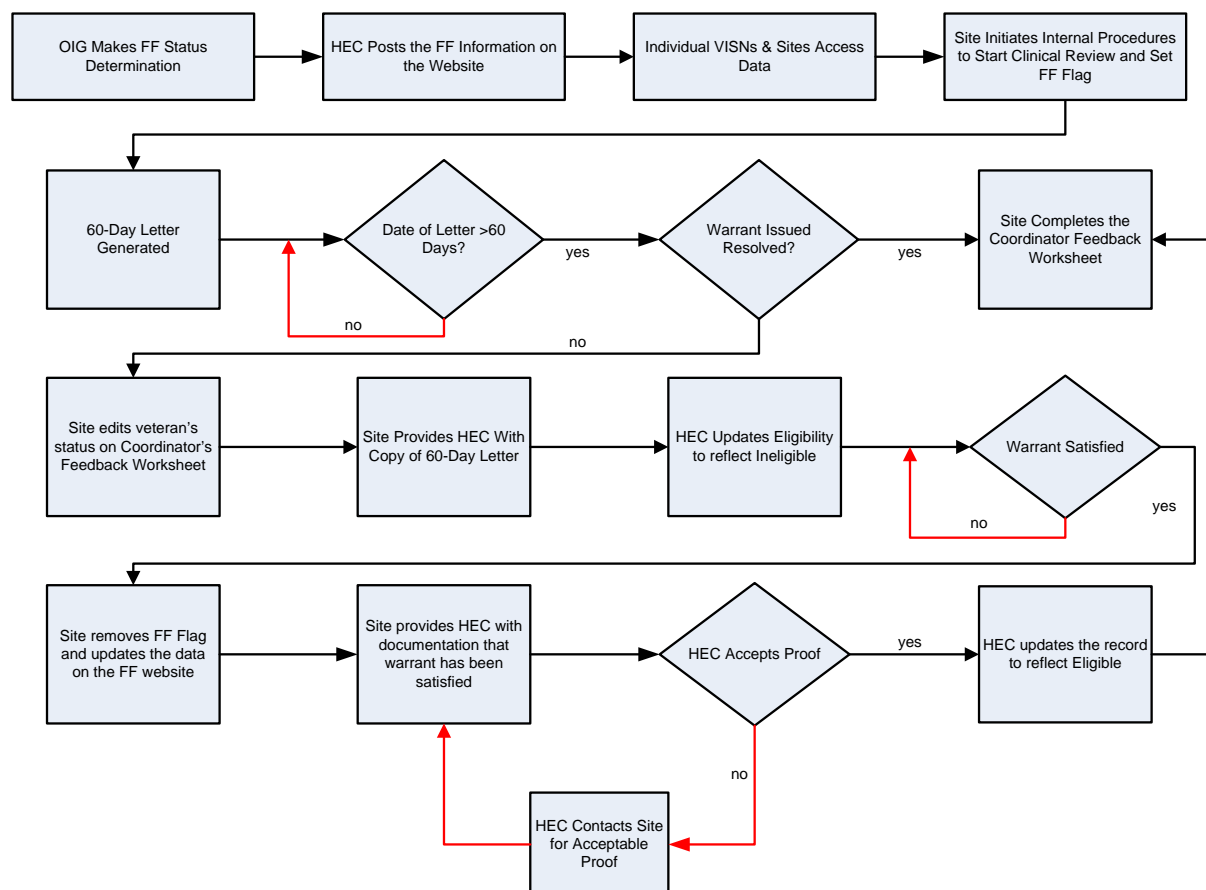 OIG Makes FF Status
Determination
HEC Posts the FF Information on
the Website
Individual VISNs & Sites Access
Data
Site Initiates Internal Procedures
to Start Clinical Review and Set
FF Flag
60-Day Letter
Generated
Date of Letter >60
Days?
yes
no
Warrant Issued
Resolved?
yes
no
Site Completes the
Coordinator Feedback
Worksheet
Site edits veteran's
status on Coordinator's
Feedback Worksheet
Site Provides HEC With
Copy of 60-Day Letter
HEC Updates Eligibility
to reflect Ineligible
Warrant Satisfied
no
yes
Site removes FF Flag
and updates the data
on the FF website
Site provides HEC with
documentation that
warrant has been
satisfied
HEC Accepts Proof
yes
no
HEC updates the record
to reflect Eligible
HEC Contacts Site
for Acceptable
Proof